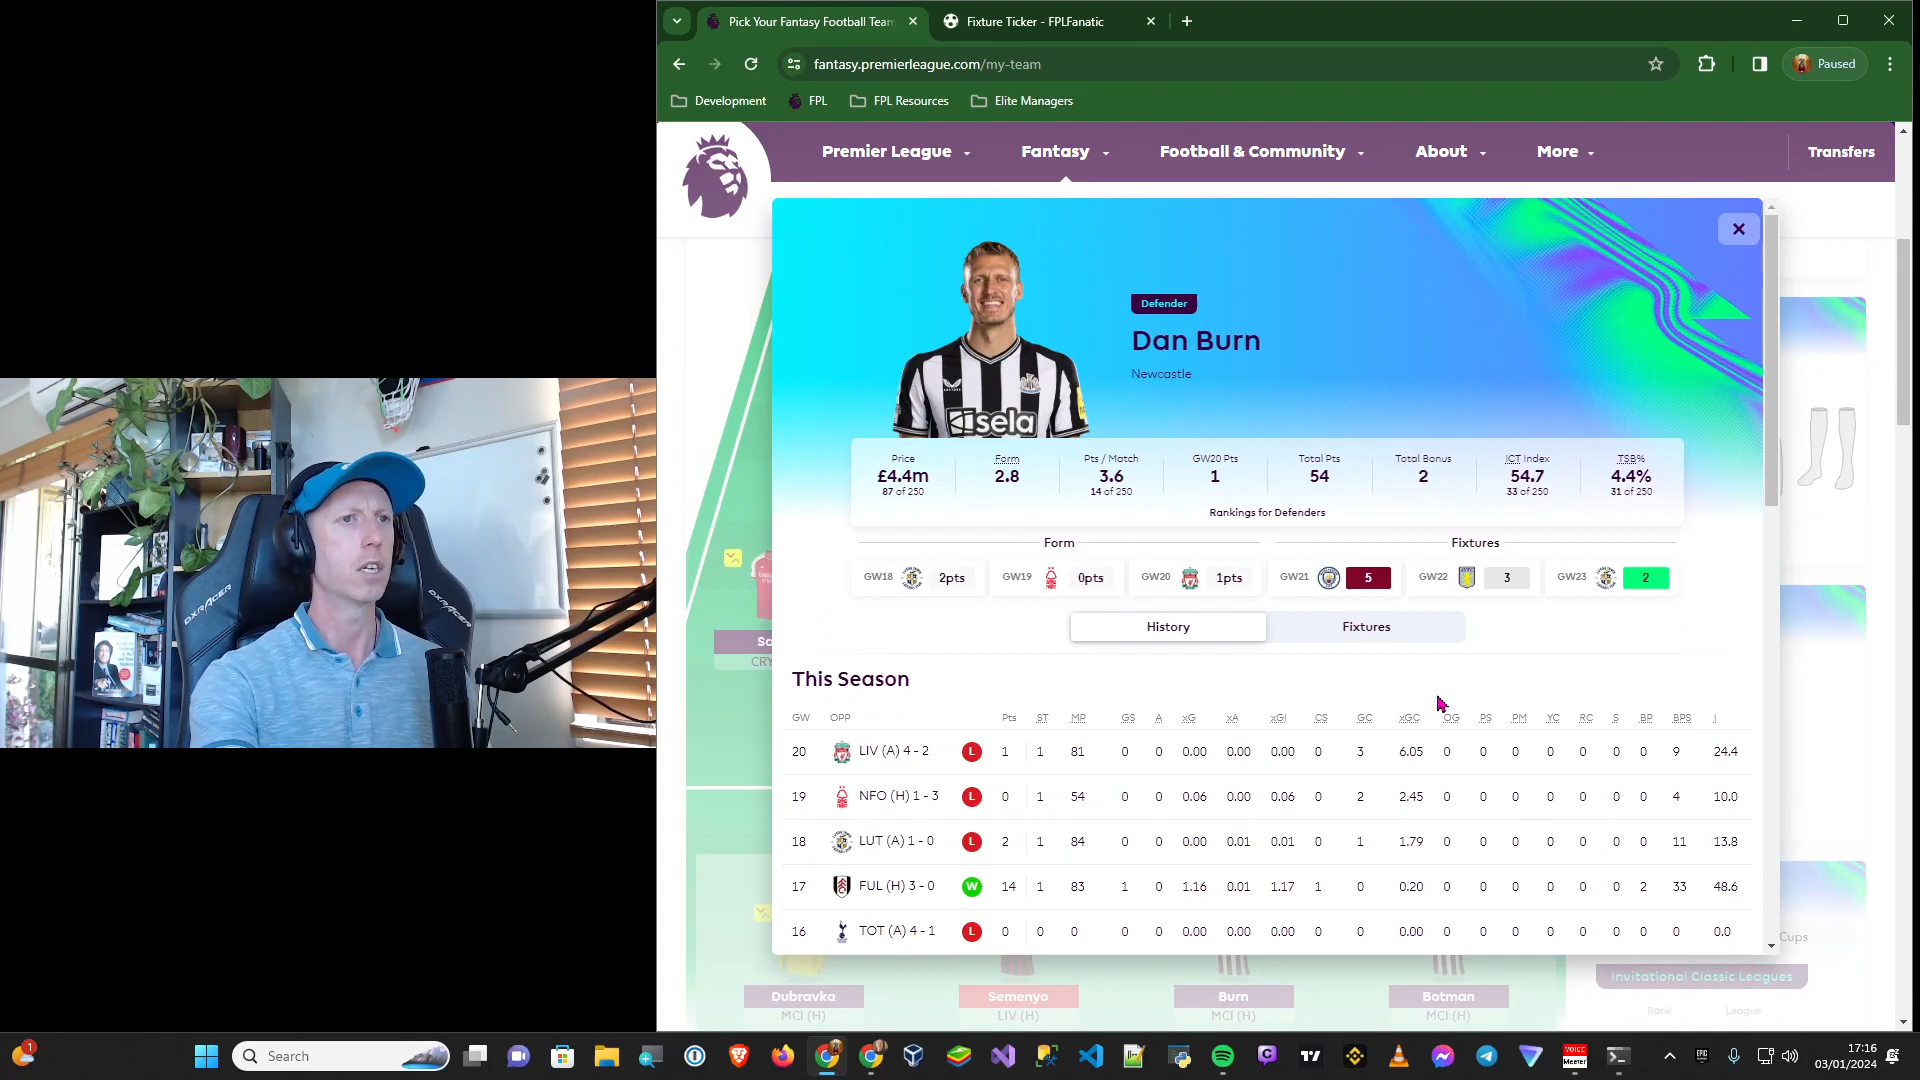 Pick Your Fantasy Football Team
Fixture Ticker - FPLFanatic
fantasy.premierleague.com/my-team
Paused
Development
FPL
FPL Resources
Elite Managers
Premier League
Fantasy
Football & Community
About
More
Transfers
Defender
Dan Burn
Newcastle
sela
Price Form Pts / Match GW20 Pts Total Pts Total Bonus ICT Index TSB%
£4.4m 2.8 3.6 1 54 2 54.7 4.4%
87 of 250 14 of 250 33 of 250 31 of 250
Rankings for Defenders
Form
Fixtures
GW18 2pts GW19 0pts GW20 1pts GW21 5 GW22 3 GW23 2
History
Fixtures
This Season
GW OPP Pts ST MP GS A xG xA xGI CS GC xGC OG PS PM YC RC S BP BPS I
20 LIV (A) 4 - 2 L 1 1 81 0 0 0.00 0.00 0.00 0 3 6.05 0 0 0 0 0 0 0 9 24.4
19 NFO (H) 1 - 3 L 0 1 54 0 0 0.06 0.00 0.06 0 2 2.45 0 0 0 0 0 0 0 4 10.0
18 LUT (A) 1 - 0 L 2 1 84 0 0 0.00 0.01 0.01 0 1 1.79 0 0 0 0 0 0 0 11 13.8
17 FUL (H) 3 - 0 W 14 1 83 1 0 1.16 0.01 1.17 1 0 0.20 0 0 0 0 0 0 2 33 48.6
16 TOT (A) 4 - 1 L 0 0 0 0 0 0.00 0.00 0.00 0 0 0.00 0 0 0 0 0 0 0 0 0.0
CRY
Cups
Invitational Classic Leagues
Rank League
Dubravka
MCI (H)
Semenyo
LIV (H)
Burn
MCI (H)
Botman
MCI (H)
DXRACER
DXRACER
1
Search
17:16
03/01/2024